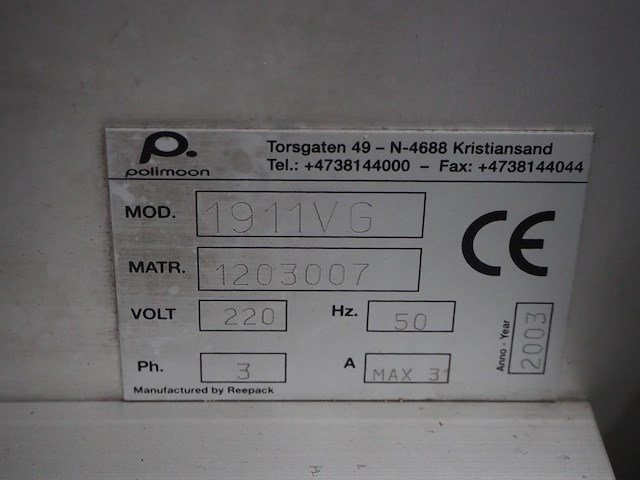 p.
polimoon
Torsgaten 49 – N-4688 Kristiansand
Tel.: +4738144000 – Fax: +4738144044
MOD. 1911VG
CE
MATR. 1203007
VOLT 220 Hz. 50
Anno - Year 2003
Ph. 3 A MAX 31
Manufactured by Reepack